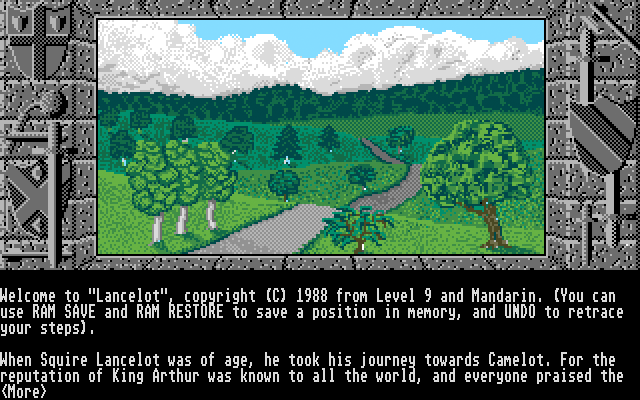 Welcome to "Lancelot", copyright (C) 1988 from Level 9 and Mandarin. (You can
use RAM SAVE and RAM RESTORE to save a position in memory, and UNDO to retrace
your steps).
When Squire Lancelot was of age, he took his journey towards Camelot. For the
reputation of King Arthur was known to all the world, and everyone praised the
<More>